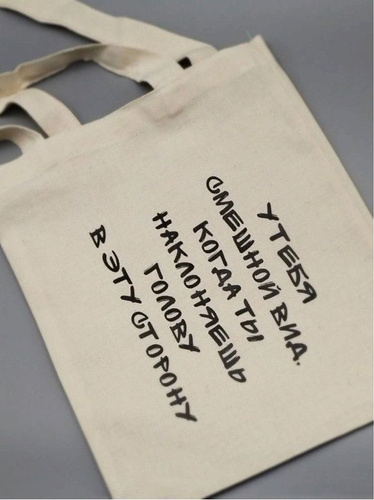 У ТЕБЯ
СМЕШНОЙ ВИД.
КОГДА ТЫ
НАКЛОНЯЕШЬ
ГОЛОВУ
В ЭТУ СТОРОНУ